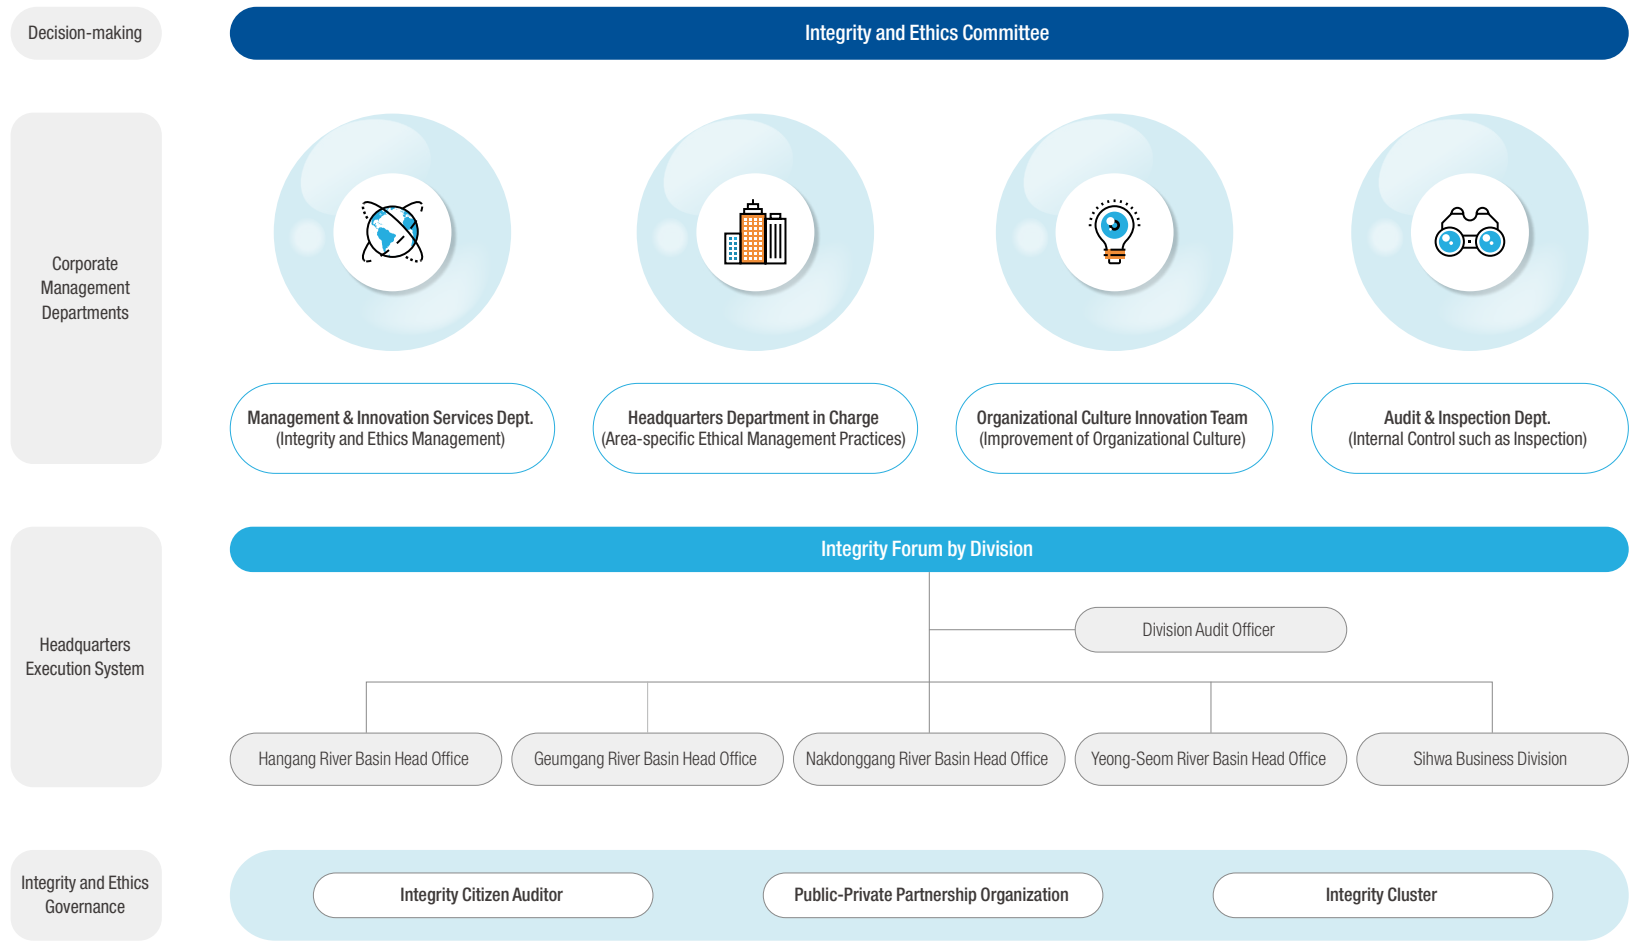 Decision-making
Integrity and Ethics Committee
Corporate
Management
Departments
Management & Innovation Services Dept.
(Integrity and Ethics Management)
Headquarters Department in Charge
(Area-specific Ethical Management Practices)
Organizational Culture Innovation Team
(Improvement of Organizational Culture)
Audit & Inspection Dept.
(Internal Control such as Inspection)
Headquarters
Execution System
Integrity Forum by Division
Division Audit Officer
Hangang River Basin Head Office
Geumgang River Basin Head Office
Nakdonggang River Basin Head Office
Yeong-Seom River Basin Head Office
Sihwa Business Division
Integrity and Ethics
Governance
Integrity Citizen Auditor
Public-Private Partnership Organization
Integrity Cluster